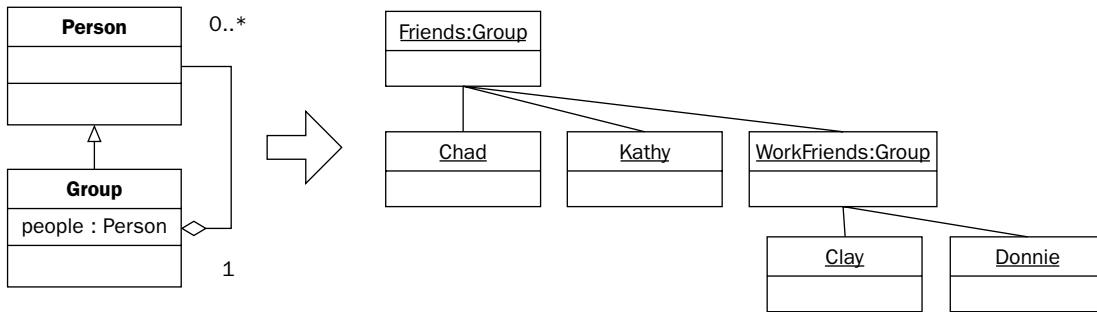 Person
0..*
Group
people : Person
1
Friends:Group
Chad
Kathy
WorkFriends:Group
Clay
Donnie